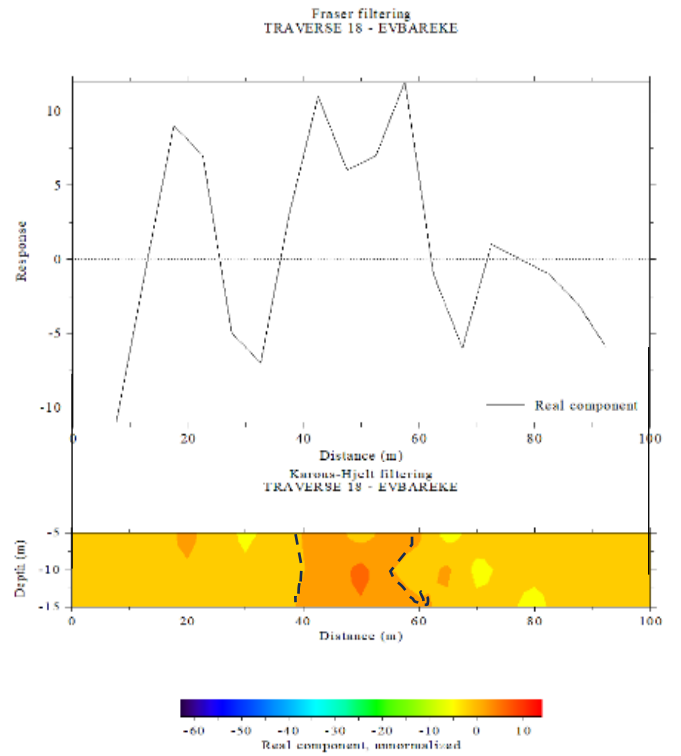 Fraser filtering
TRAVERSE 18 - EVBAREKE
10
5
0
-5
-10
Response
Real component
0 20 40 60 80 100
Distance (m)
Karous-Hjelt filtering
TRAVERSE 18 - EVBAREKE
-5
-10
-15
Depth (m)
0 20 40 60 80 100
Distance (m)
-60 -50 -40 -30 -20 -10 0 10
Real component, unnormalized